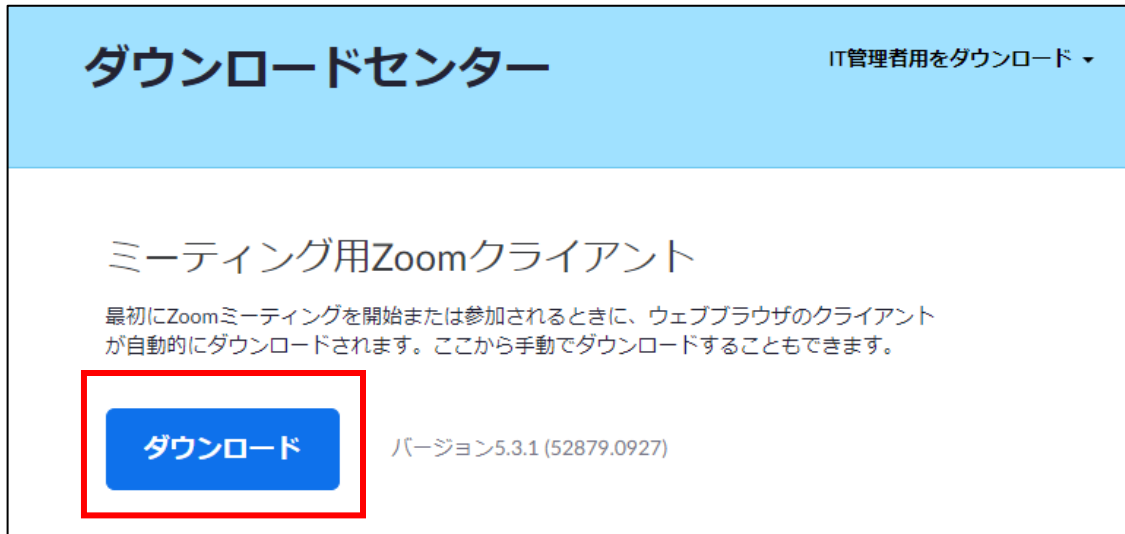 ダウンロードセンター
IT管理者用をダウンロード
ミーティング用Zoomクライアント
最初にZoomミーティングを開始または参加されるときに、ウェブブラウザのクライアント
が自動的にダウンロードされます。ここから手動でダウンロードすることもできます。
ダウンロード
バージョン5.3.1 (52879.0927)